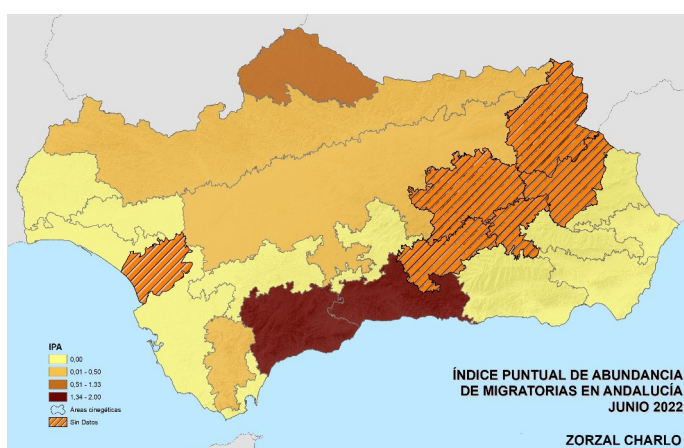 IPA
0,00
0,01 - 0,50
0,51 - 1,33
1,34 - 2,00
Áreas cinegéticas
Sin Datos
ÍNDICE PUNTUAL DE ABUNDANCIA
DE MIGRATORIAS EN ANDALUCÍA
JUNIO 2022
ZORZAL CHARLO